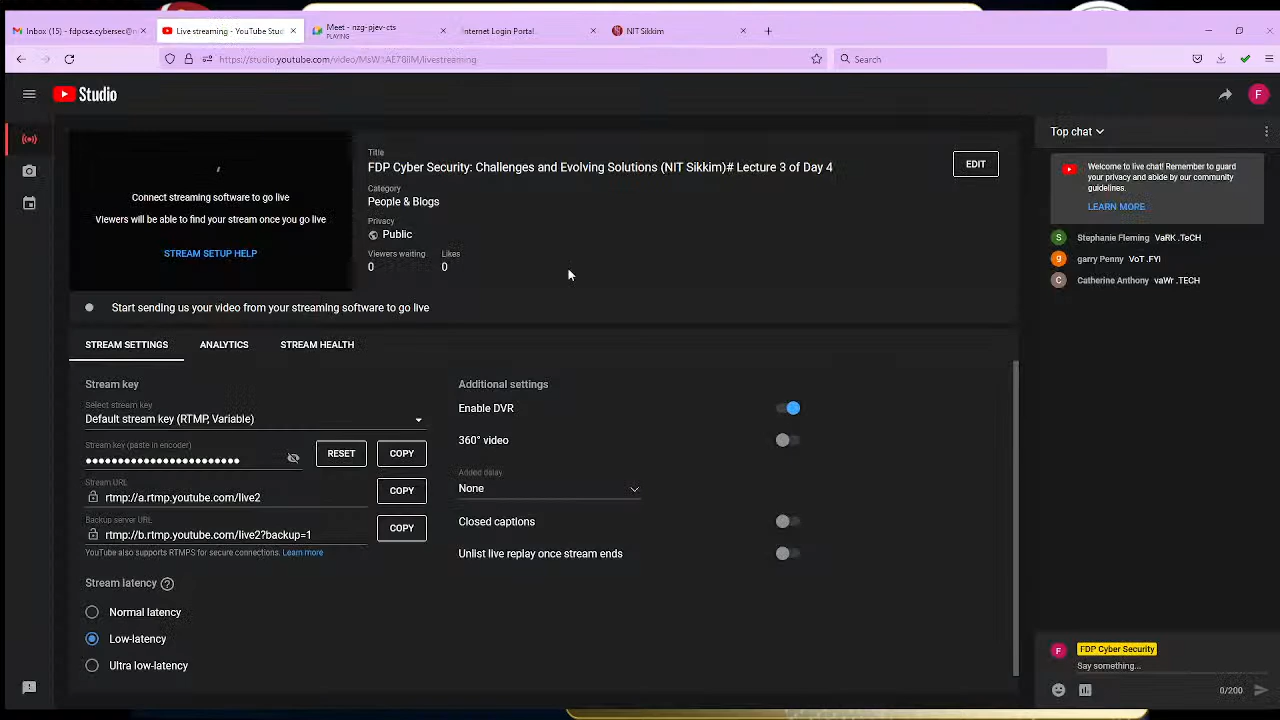 Inbox (15) - fdpcse.cybersec@n
Live streaming - YouTube Stud
Meet - nzg-pjev-cts
PLAYING
Internet Login Portal
NIT Sikkim
Search
Studio
F
Connect streaming software to go live
Viewers will be able to find your stream once you go live
STREAM SETUP HELP
Title
FDP Cyber Security: Challenges and Evolving Solutions (NIT Sikkim)# Lecture 3 of Day 4
EDIT
Category
People & Blogs
Privacy
Public
Viewers waiting
Likes
0
0
Start sending us your video from your streaming software to go live
STREAM SETTINGS
ANALYTICS
STREAM HEALTH
Stream key
Select stream key
Default stream key (RTMP, Variable)
Stream key (paste in encoder)
RESET
COPY
Stream URL
rtmp://a.rtmp.youtube.com/live2
COPY
Backup server URL
rtmp://b.rtmp.youtube.com/live2?backup=1
COPY
YouTube also supports RTMPS for secure connections. Learn more
Stream latency
Normal latency
Low-latency
Ultra low-latency
Additional settings
Enable DVR
360° video
Added delay
None
Closed captions
Unlist live replay once stream ends
Top chat
Welcome to live chat! Remember to guard
your privacy and abide by our community
guidelines.
LEARN MORE
S Stephanie Fleming VaRK .TeCH
g garry Penny VoT .FYI
C Catherine Anthony vaWr .TECH
F FDP Cyber Security
Say something...
0/200